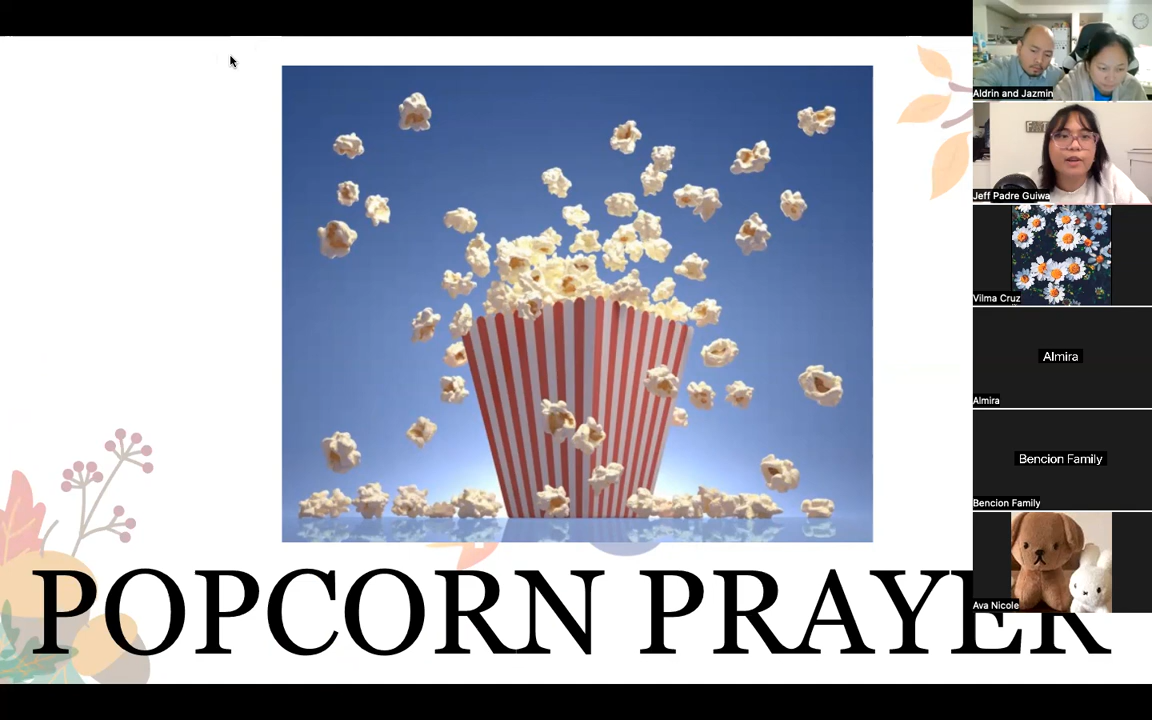 POPCORN PRAYER
Aldrin and Jazmin
Jeff Padre Guiwa
Vilma Cruz
Almira
Almira
Bencion Family
Bencion Family
Ava Nicole